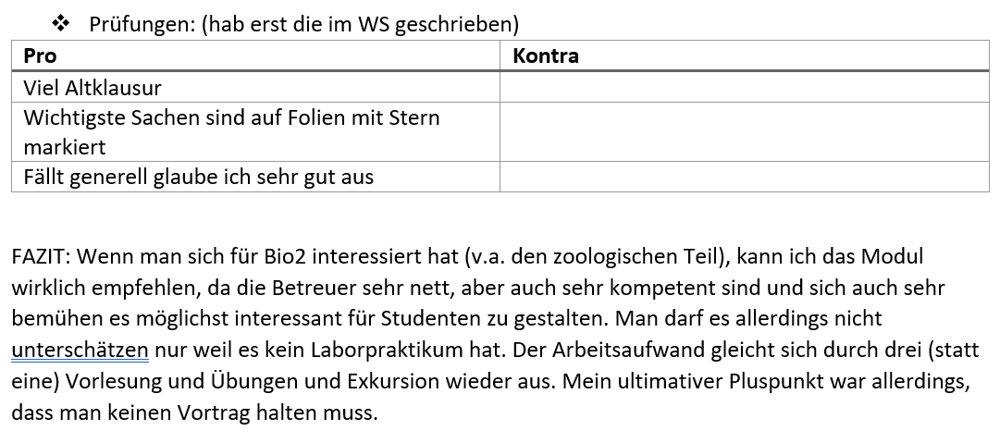 ❖ Prüfungen: (hab erst die im WS geschrieben)
Pro Kontra
Viel Altklausur
Wichtigste Sachen sind auf Folien mit Stern
markiert
Fällt generell glaube ich sehr gut aus
FAZIT: Wenn man sich für Bio2 interessiert hat (v.a. den zoologischen Teil), kann ich das Modul
wirklich empfehlen, da die Betreuer sehr nett, aber auch sehr kompetent sind und sich auch sehr
bemühen es möglichst interessant für Studenten zu gestalten. Man darf es allerdings nicht
unterschätzen nur weil es kein Laborpraktikum hat. Der Arbeitsaufwand gleicht sich durch drei (statt
eine) Vorlesung und Übungen und Exkursion wieder aus. Mein ultimativer Pluspunkt war allerdings,
dass man keinen Vortrag halten muss.